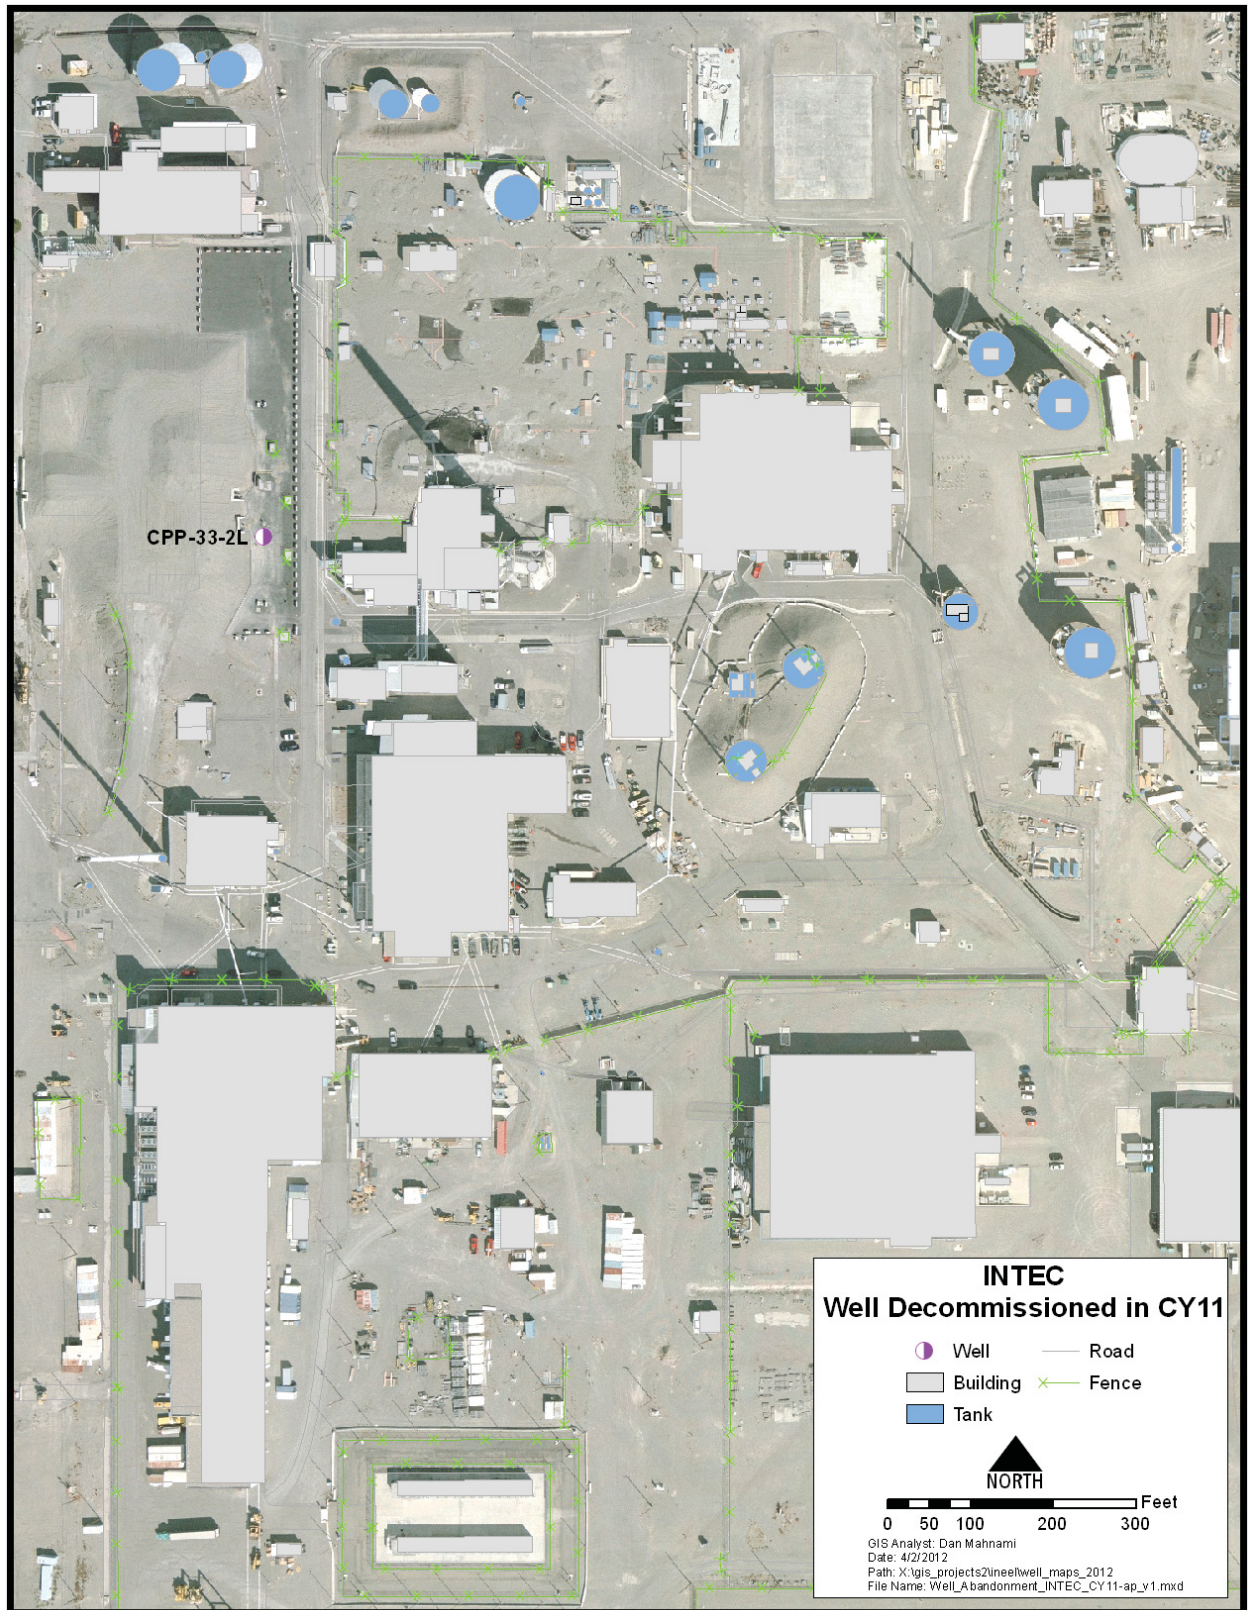 CPP-33-2L
INTEC
Well Decommissioned in CY11
Well
Road
Building
Fence
Tank
NORTH
Feet
0 50 100 200 300
GIS Analyst: Dan Mahnami
Date: 4/2/2012
Path: X:\gis_projects2\ineel\well_maps_2012
File Name: Well_Abandonment_INTEC_CY11-ap_v1.mxd